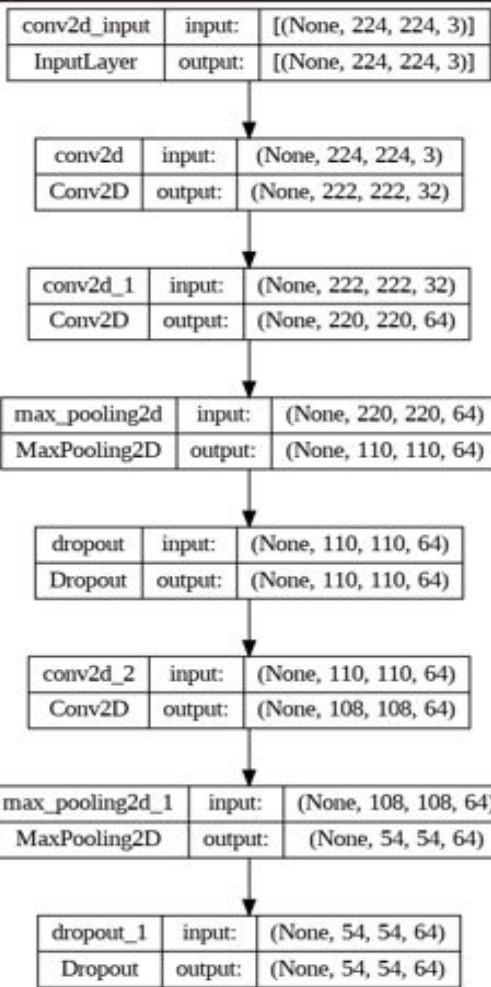 conv2d_input input: [(None, 224, 224, 3)]
InputLayer output: [(None, 224, 224, 3)]
conv2d input: (None, 224, 224, 3)
Conv2D output: (None, 222, 222, 32)
conv2d_1 input: (None, 222, 222, 32)
Conv2D output: (None, 220, 220, 64)
max_pooling2d input: (None, 220, 220, 64)
MaxPooling2D output: (None, 110, 110, 64)
dropout input: (None, 110, 110, 64)
Dropout output: (None, 110, 110, 64)
conv2d_2 input: (None, 110, 110, 64)
Conv2D output: (None, 108, 108, 64)
max_pooling2d_1 input: (None, 108, 108, 64)
MaxPooling2D output: (None, 54, 54, 64)
dropout_1 input: (None, 54, 54, 64)
Dropout output: (None, 54, 54, 64)